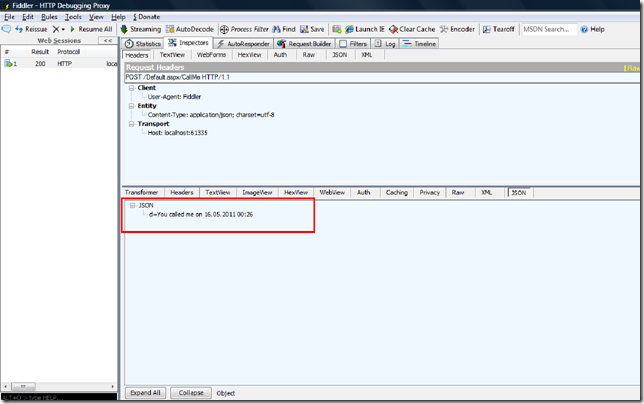 Fiddler - HTTP Debugging Proxy
File Edit Rules Tools View Help $ Donate
Reissue Resume All Streaming AutoDecode Process Filter Find Save Launch IE Clear Cache Encoder Tearoff MSDN Search... Help
Web Sessions <<
# Result Protocol
1 200 HTTP loca
Statistics Inspectors AutoResponder Request Builder Filters Log Timeline
Headers TextView WebForms HexView Auth Raw JSON XML
Request Headers
POST /Default.aspx/CallMe HTTP/1.1
Client
User-Agent: Fiddler
Entity
Content-Type: application/json; charset=utf-8
Transport
Host: localhost:61335
Transformer Headers TextView ImageView HexView WebView Auth Caching Privacy Raw XML JSON
JSON
d=You called me on 16.05.2011 00:26
Expand All Collapse Object
ALT+Q > type HELP...